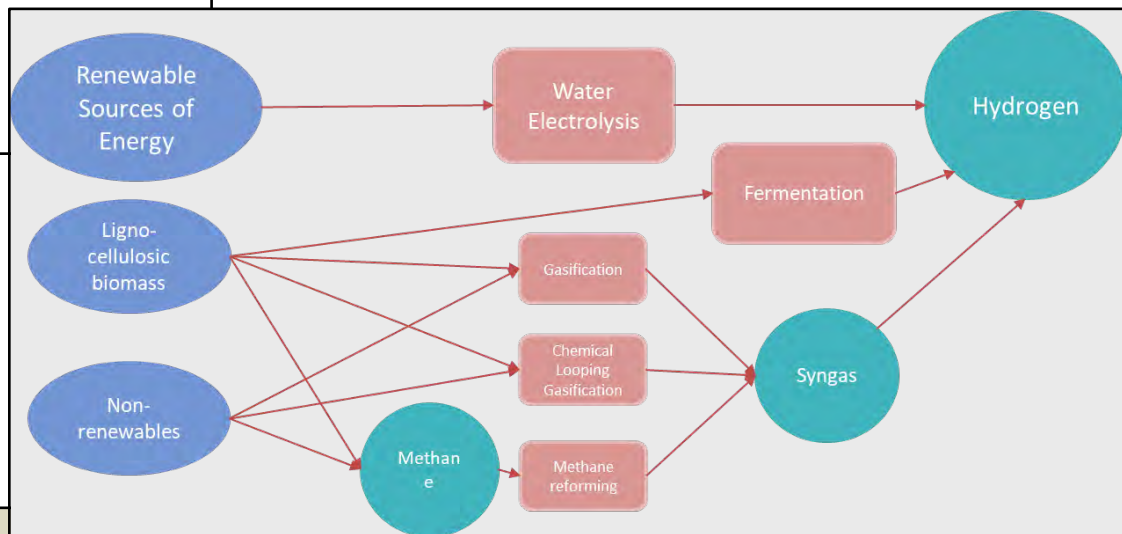 Renewable
Sources of
Energy
Water
Electrolysis
Hydrogen
Fermentation
Ligno-
cellulosic
biomass
Gasification
Chemical
Looping
Gasification
Syngas
Non-
renewables
Methan
e
Methane
reforming